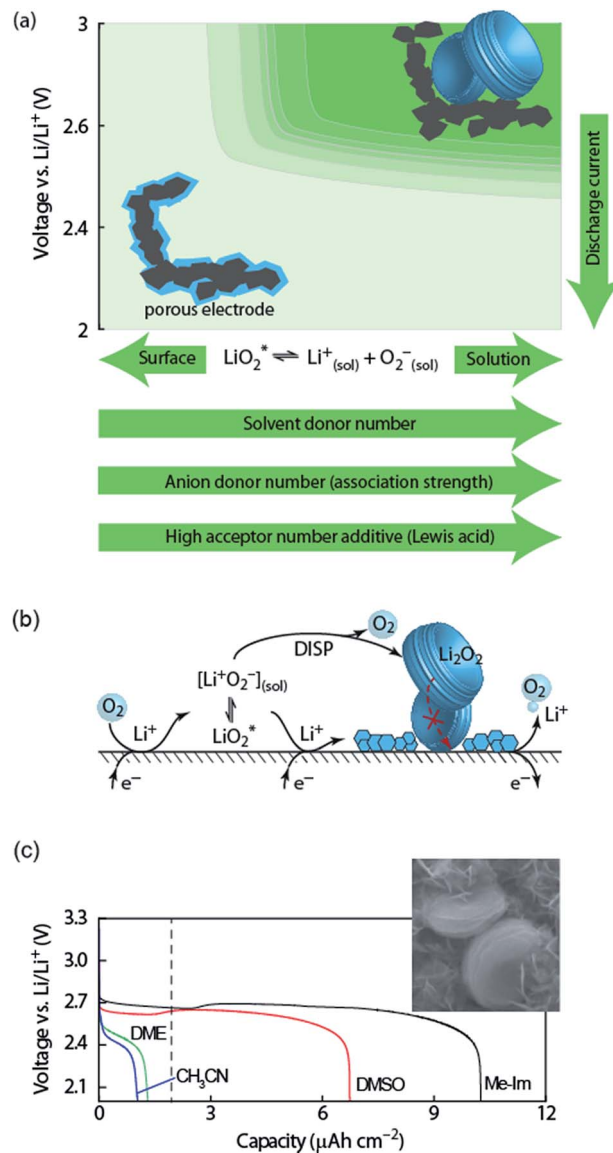 (a)
3
2.6
2.4
2
Voltage vs. Li/Li⁺ (V)
porous electrode
Discharge current
Surface
LiO₂* ⇌ Li⁺(sol) + O₂⁻(sol)
Solution
Solvent donor number
Anion donor number (association strength)
High acceptor number additive (Lewis acid)
(b)
O₂
DISP
Li₂O₂
[Li⁺O₂⁻](sol)
O₂
O₂
Li⁺
⇌
Li⁺
Li⁺
LiO₂*
e⁻
e⁻
e⁻
(c)
3.3
3.0
2.7
2.4
2.1
Voltage vs. Li/Li⁺ (V)
DME
CH₃CN
DMSO
Me-Im
0
3
6
9
12
Capacity (μAh cm⁻²)